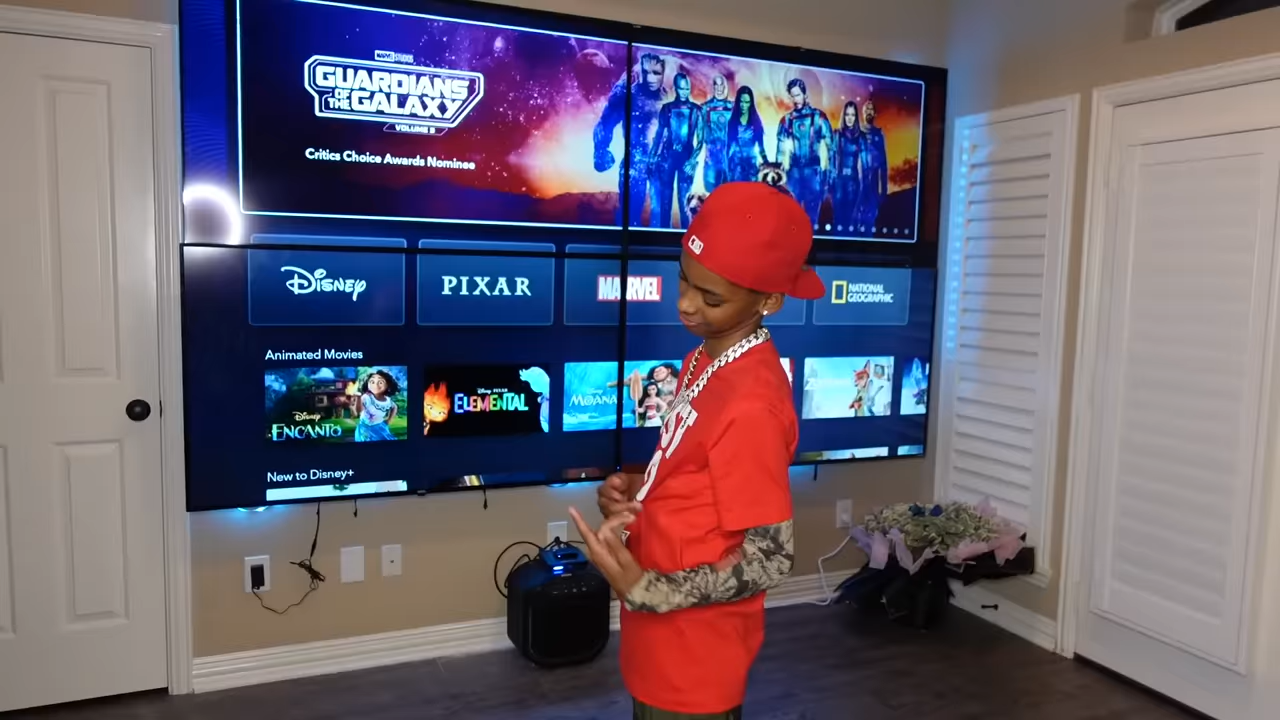 MARVEL STUDIOS
GUARDIANS
OF THE
GALAXY
VOLUME 3
Critics Choice Awards Nominee
DISNEY
PIXAR
MARVEL
NATIONAL
GEOGRAPHIC
Animated Movies
Disney
ENCANTO
DISNEY PIXAR
ELEMENTAL
MOANA
New to Disney+